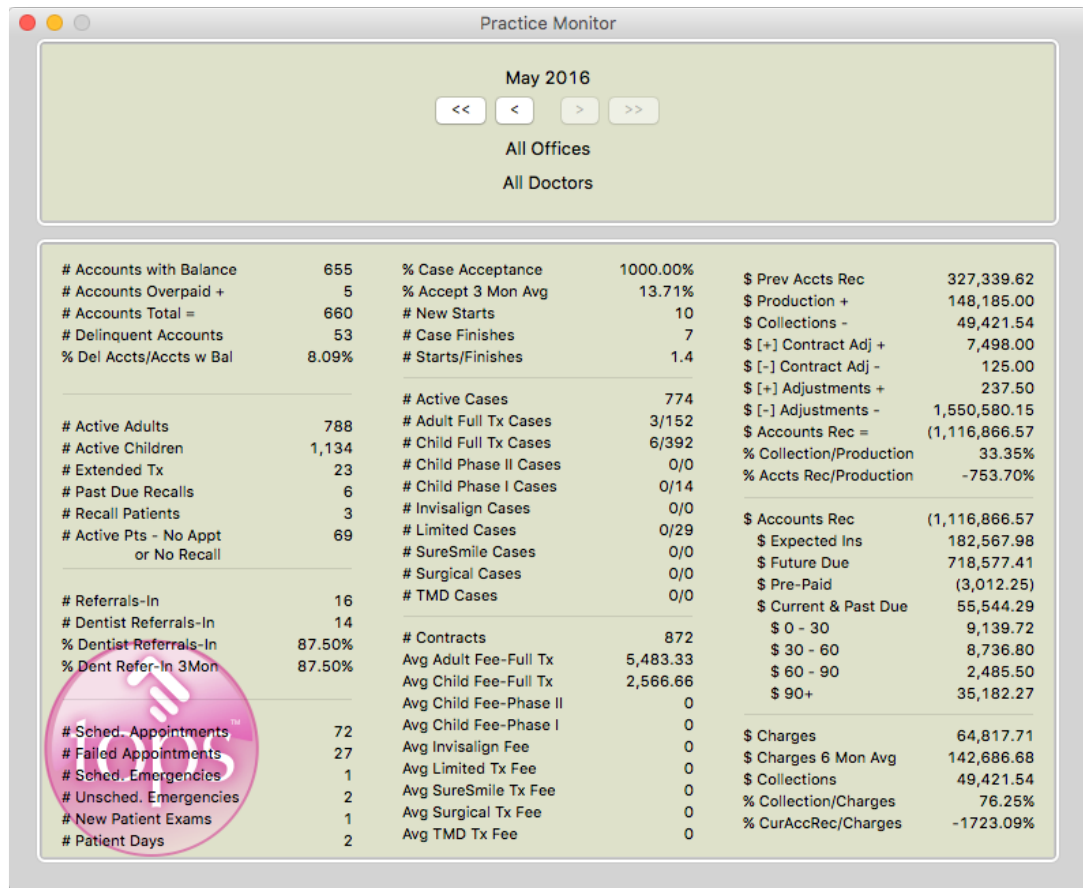 Practice Monitor
May 2016
<< < > >>
All Offices
All Doctors
# Accounts with Balance 655
# Accounts Overpaid + 5
# Accounts Total = 660
# Delinquent Accounts 53
% Del Accts/Accts w Bal 8.09%
# Active Adults 788
# Active Children 1,134
# Extended Tx 23
# Past Due Recalls 6
# Recall Patients 3
# Active Pts - No Appt 69
or No Recall
# Referrals-In 16
# Dentist Referrals-In 14
% Dentist Referrals-In 87.50%
% Dent Refer-In 3Mon 87.50%
tops™
# Sched. Appointments 72
# Failed Appointments 27
# Sched. Emergencies 1
# Unsched. Emergencies 2
# New Patient Exams 1
# Patient Days 2
% Case Acceptance 1000.00%
% Accept 3 Mon Avg 13.71%
# New Starts 10
# Case Finishes 7
# Starts/Finishes 1.4
# Active Cases 774
# Adult Full Tx Cases 3/152
# Child Full Tx Cases 6/392
# Child Phase II Cases 0/0
# Child Phase I Cases 0/14
# Invisalign Cases 0/0
# Limited Cases 0/29
# SureSmile Cases 0/0
# Surgical Cases 0/0
# TMD Cases 0/0
# Contracts 872
Avg Adult Fee-Full Tx 5,483.33
Avg Child Fee-Full Tx 2,566.66
Avg Child Fee-Phase II 0
Avg Child Fee-Phase I 0
Avg Invisalign Fee 0
Avg Limited Tx Fee 0
Avg SureSmile Tx Fee 0
Avg Surgical Tx Fee 0
Avg TMD Tx Fee 0
$ Prev Accts Rec 327,339.62
$ Production + 148,185.00
$ Collections - 49,421.54
$ [+] Contract Adj + 7,498.00
$ [-] Contract Adj - 125.00
$ [+] Adjustments + 237.50
$ [-] Adjustments - 1,550,580.15
$ Accounts Rec = (1,116,866.57
% Collection/Production 33.35%
% Accts Rec/Production -753.70%
$ Accounts Rec (1,116,866.57
$ Expected Ins 182,567.98
$ Future Due 718,577.41
$ Pre-Paid (3,012.25)
$ Current & Past Due 55,544.29
$ 0 - 30 9,139.72
$ 30 - 60 8,736.80
$ 60 - 90 2,485.50
$ 90+ 35,182.27
$ Charges 64,817.71
$ Charges 6 Mon Avg 142,686.68
$ Collections 49,421.54
% Collection/Charges 76.25%
% CurAccRec/Charges -1723.09%